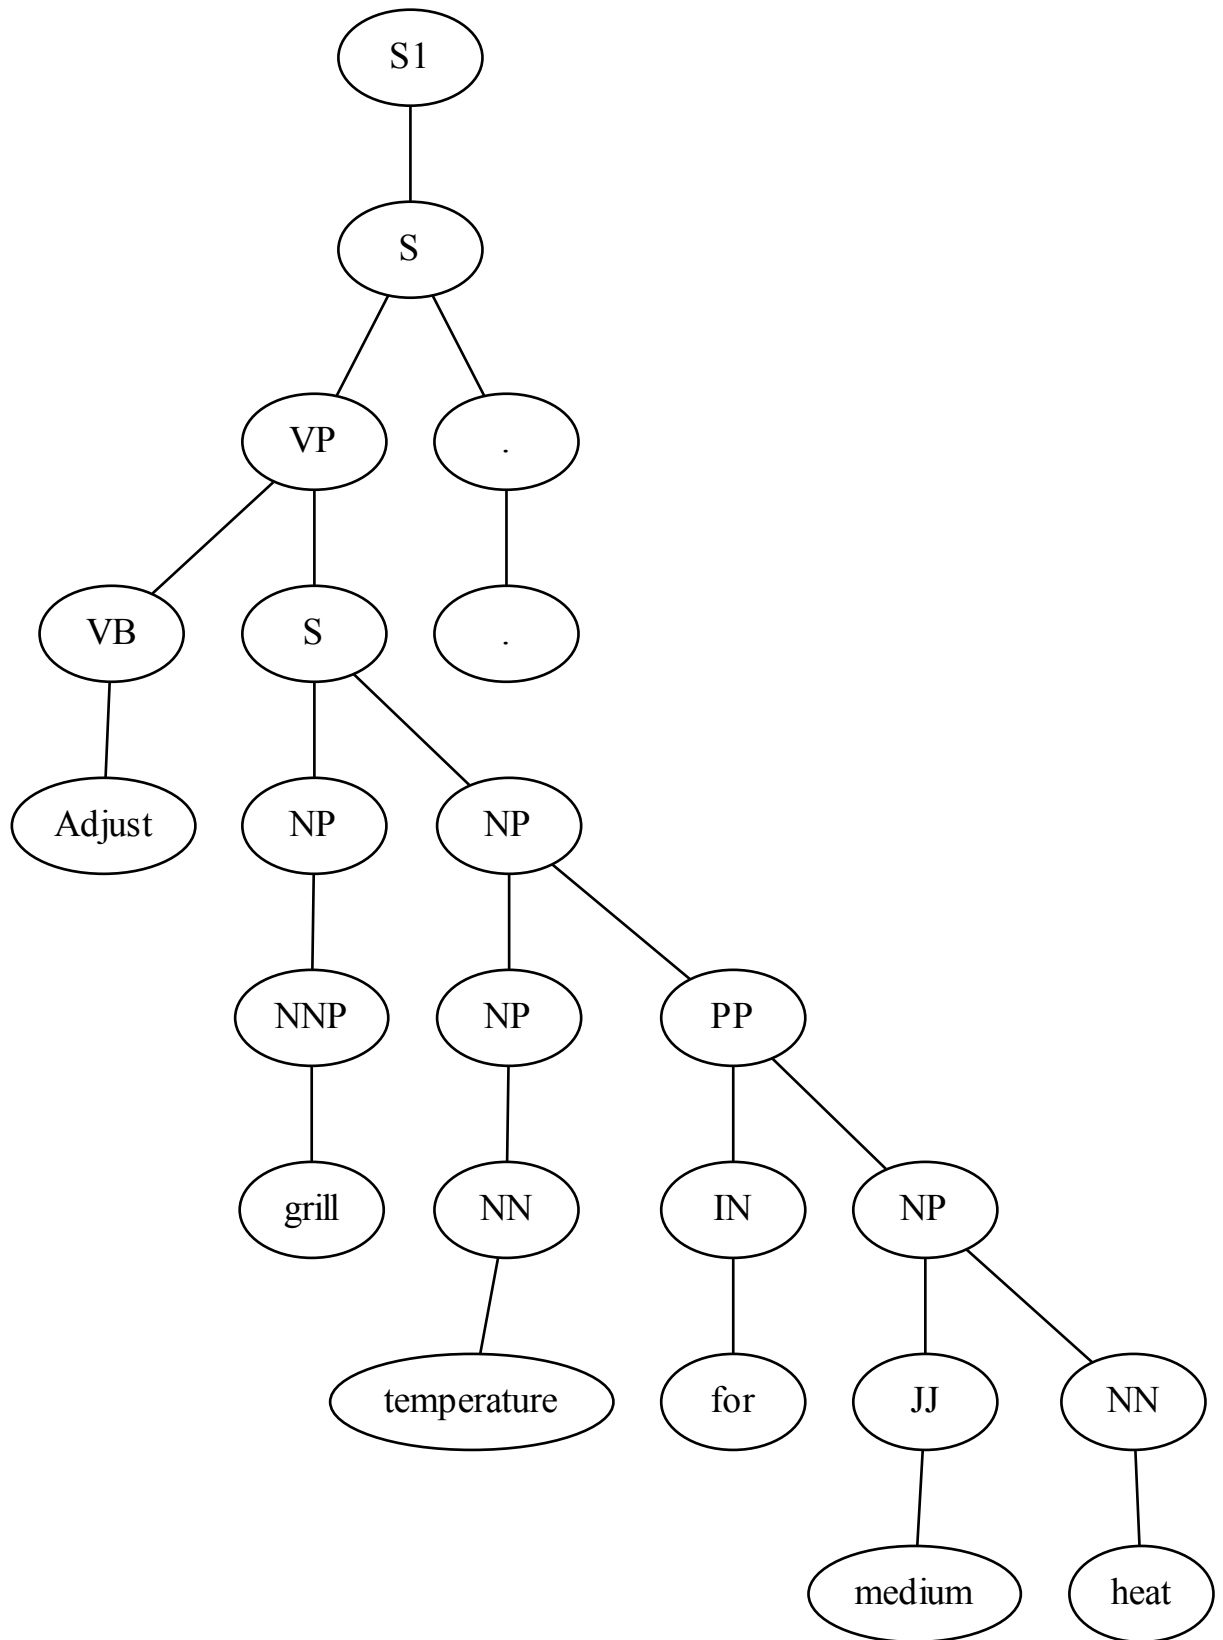 S1
S
VP .
VB S .
Adjust NP NP
NNP NP PP
grill NN IN NP
temperature for JJ NN
medium heat